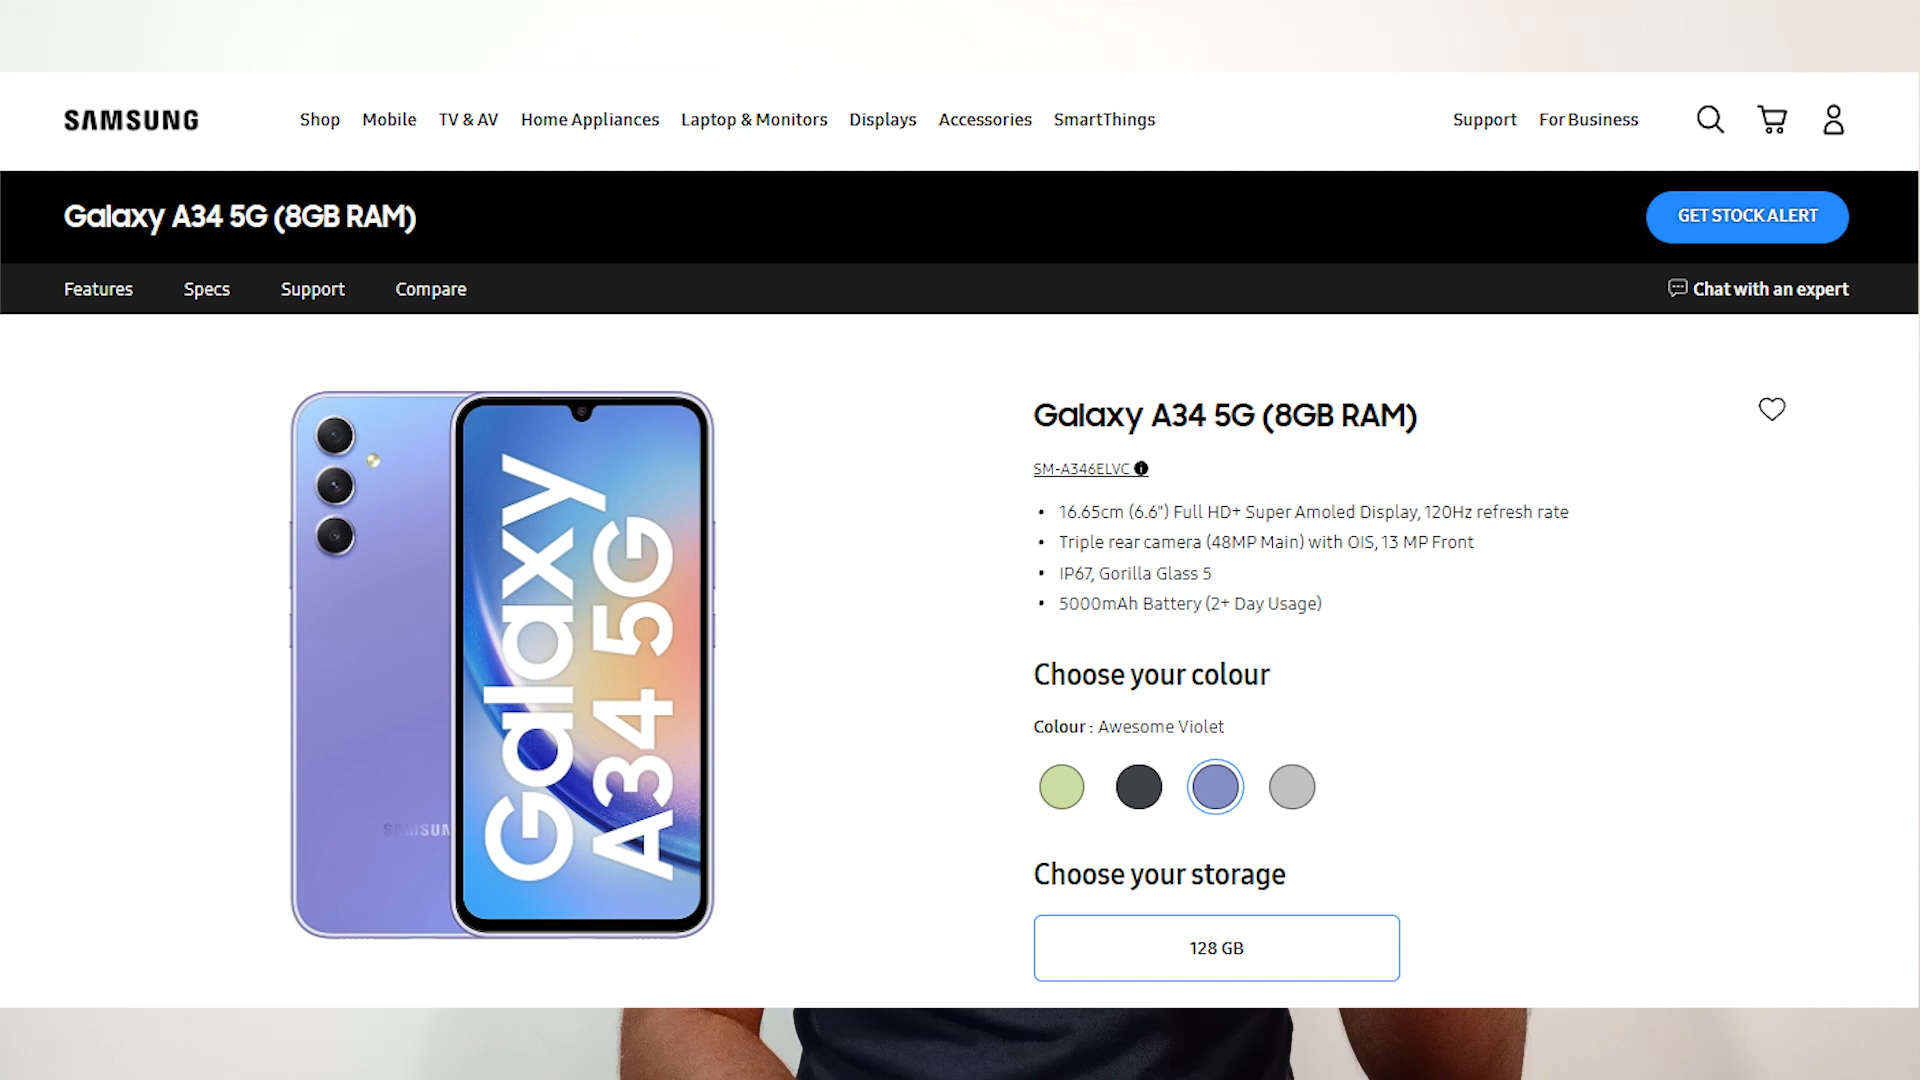 SAMSUNG
Shop Mobile TV & AV Home Appliances Laptop & Monitors Displays Accessories SmartThings Support For Business
Galaxy A34 5G (8GB RAM)
GET STOCK ALERT
Features Specs Support Compare
Chat with an expert
Galaxy
A34 5G
SAMSUN
Galaxy A34 5G (8GB RAM)
SM-A346ELVC
• 16.65cm (6.6") Full HD+ Super Amoled Display, 120Hz refresh rate
• Triple rear camera (48MP Main) with OIS, 13 MP Front
• IP67, Gorilla Glass 5
• 5000mAh Battery (2+ Day Usage)
Choose your colour
Colour : Awesome Violet
Choose your storage
128 GB